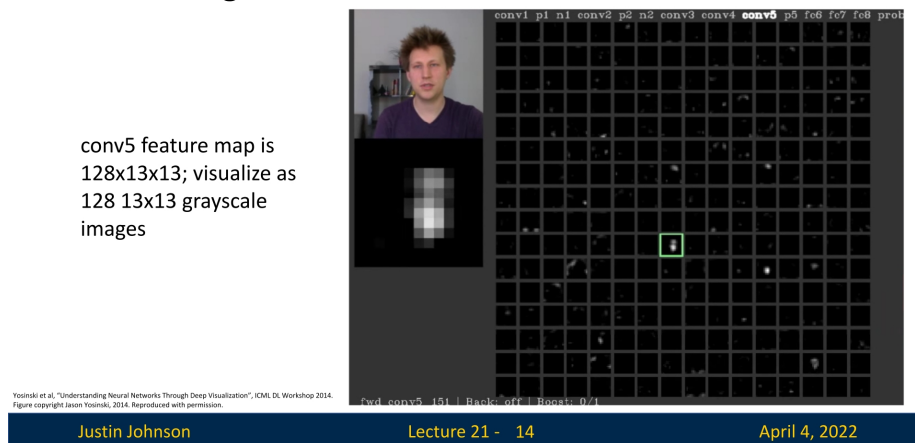 conv1 p1 n1 conv2 p2 n2 conv3 conv4 conv5 p5 fc6 fc7 fc8 prob
conv5 feature map is
128x13x13; visualize as
128 13x13 grayscale
images
fwd conv5_151 | Back: off | Boost: 0/1
Yosinski et al, "Understanding Neural Networks Through Deep Visualization", ICML DL Workshop 2014.
Figure copyright Jason Yosinski, 2014. Reproduced with permission.
Justin Johnson
Lecture 21 - 14
April 4, 2022